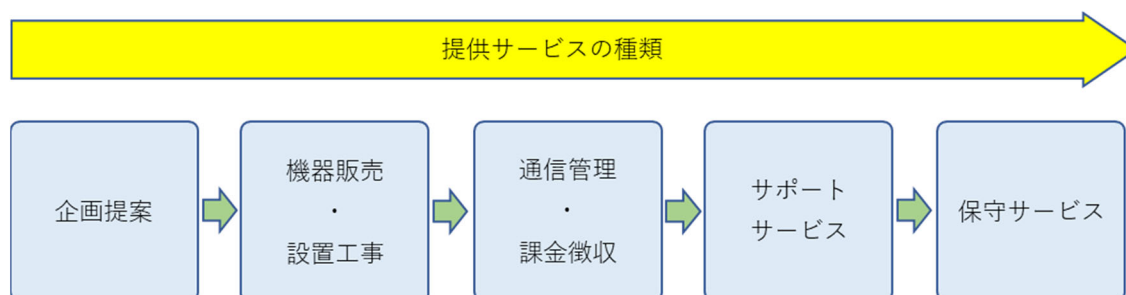 提供サービスの種類
企画提案
機器販売
・
設置工事
通信管理
・
課金徴収
サポート
サービス
保守サービス